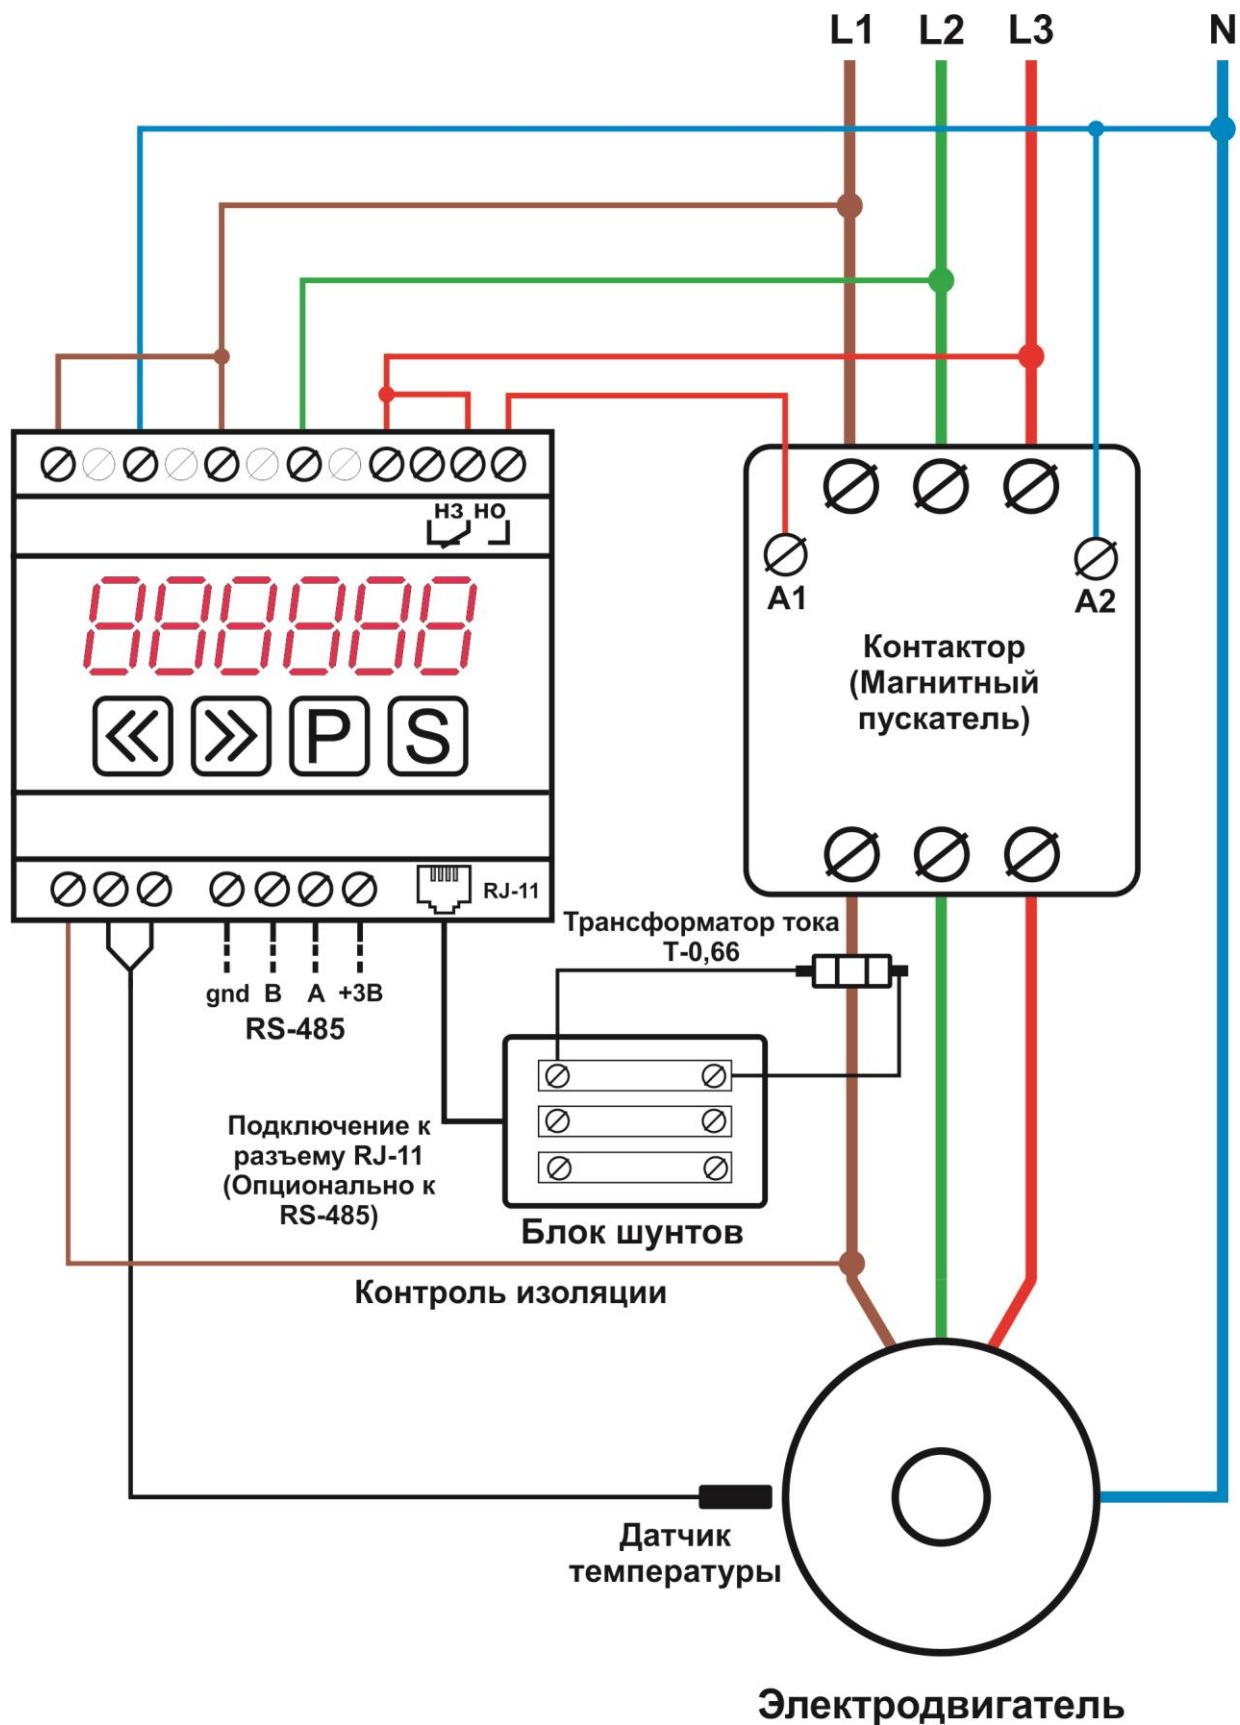 L1 L2 L3 N
НЗ НО
888888
P S
A1 A2
Контактор
(Магнитный
пускатель)
RJ-11
Трансформатор тока
Т-0,66
gnd B A +3В
RS-485
Подключение к
разъему RJ-11
(Опционально к
RS-485)
Блок шунтов
Контроль изоляции
Датчик
температуры
Электродвигатель